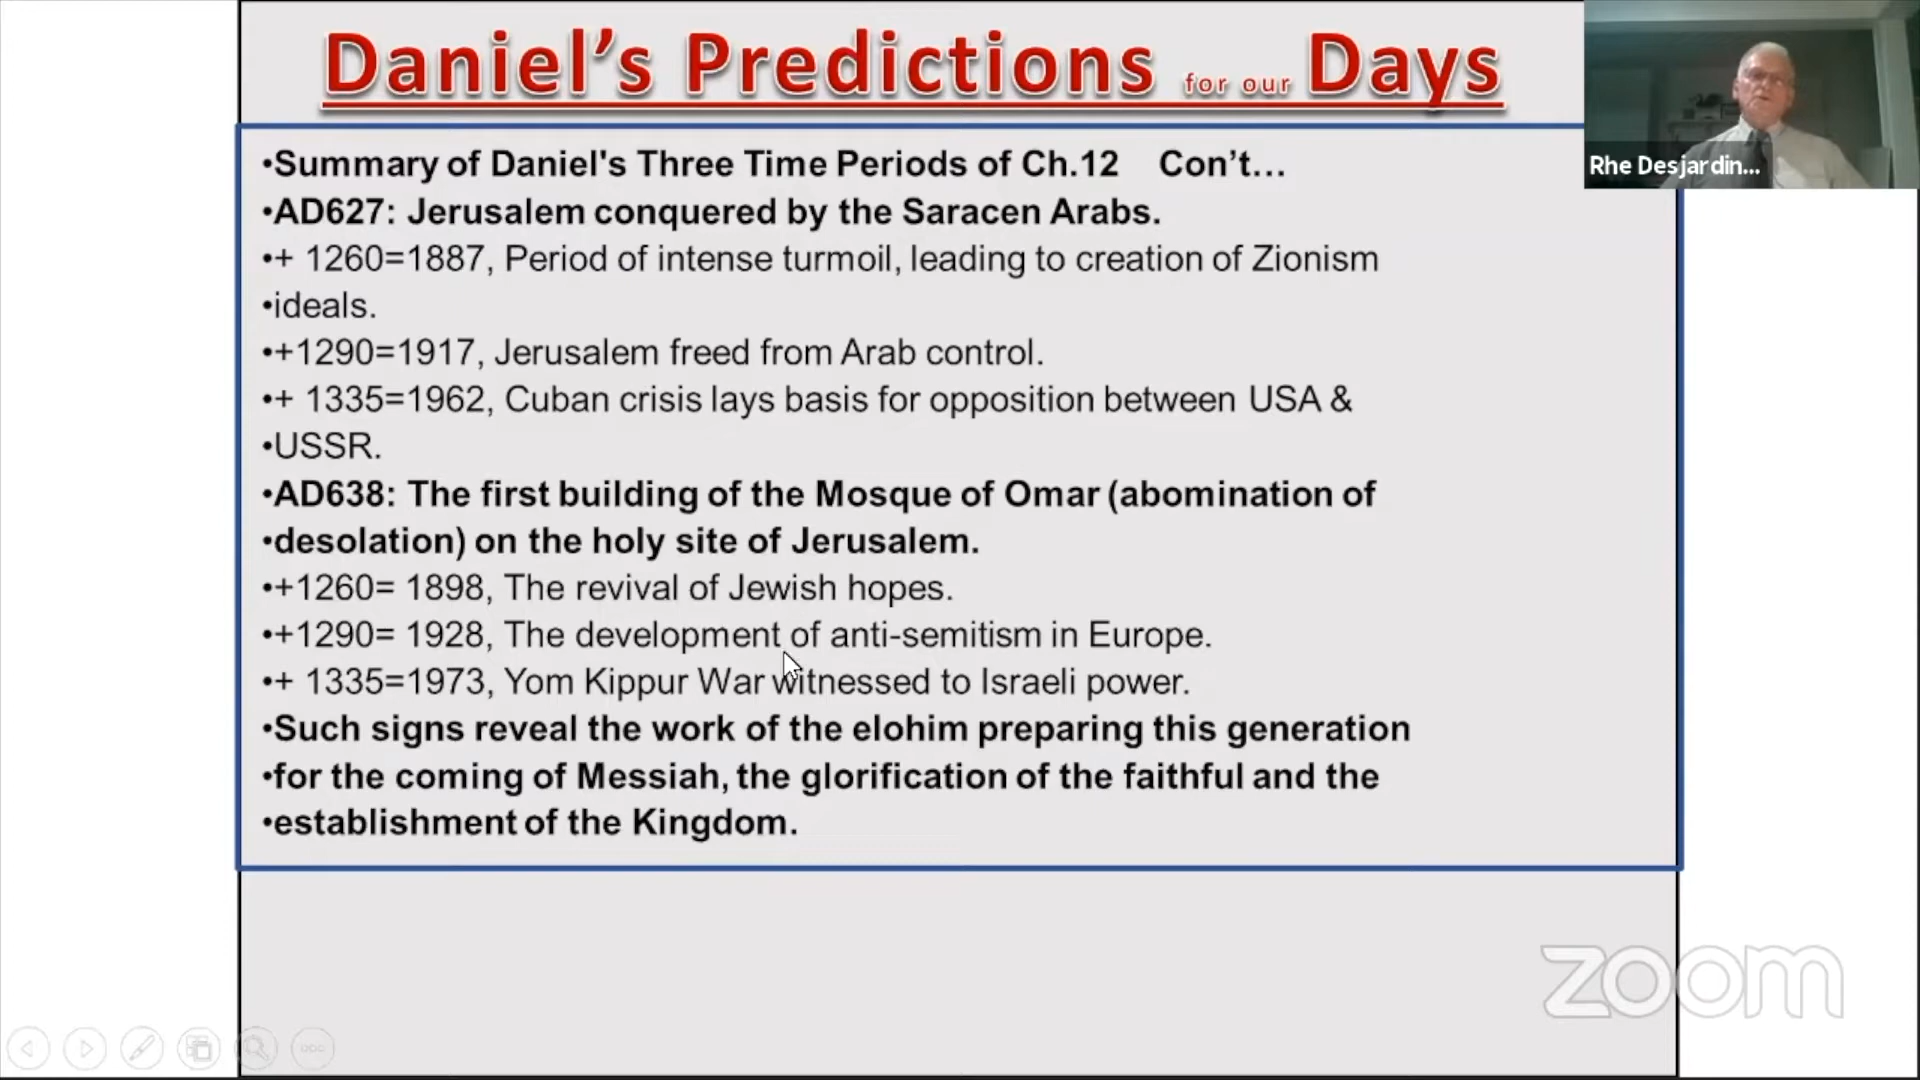 Daniel's Predictions for our Days
Rhe Desjardin...
•Summary of Daniel's Three Time Periods of Ch.12 Con't...
•AD627: Jerusalem conquered by the Saracen Arabs.
•+ 1260=1887, Period of intense turmoil, leading to creation of Zionism
•ideals.
•+1290=1917, Jerusalem freed from Arab control.
•+ 1335=1962, Cuban crisis lays basis for opposition between USA &
•USSR.
•AD638: The first building of the Mosque of Omar (abomination of
•desolation) on the holy site of Jerusalem.
•+1260= 1898, The revival of Jewish hopes.
•+1290= 1928, The development of anti-semitism in Europe.
•+ 1335=1973, Yom Kippur War witnessed to Israeli power.
•Such signs reveal the work of the elohim preparing this generation
•for the coming of Messiah, the glorification of the faithful and the
•establishment of the Kingdom.
zoom